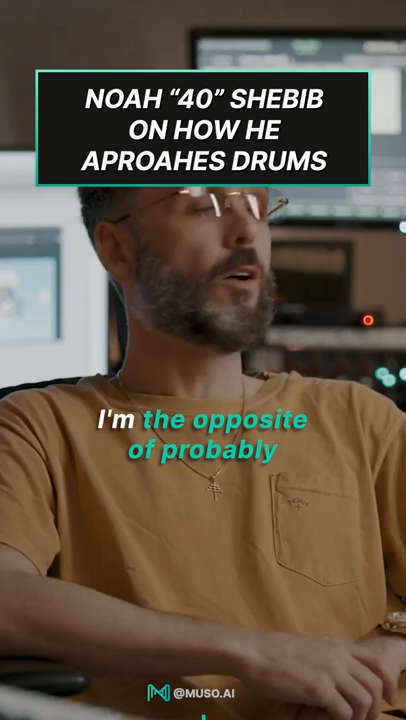 NOAH “40” SHEBIB
ON HOW HE
APROAHES DRUMS
I'm the opposite
of probably
@MUSO.AI